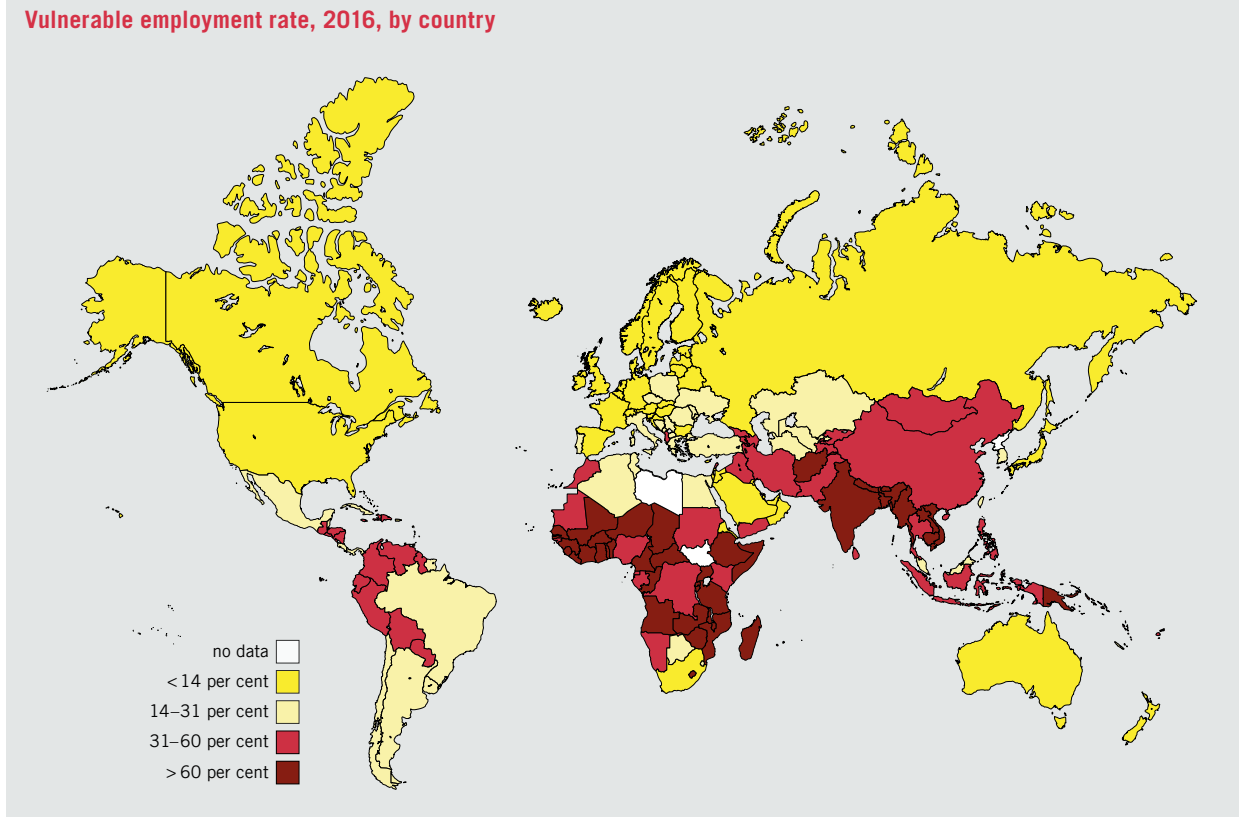 Vulnerable employment rate, 2016, by country
no data
<14 per cent
14–31 per cent
31–60 per cent
>60 per cent